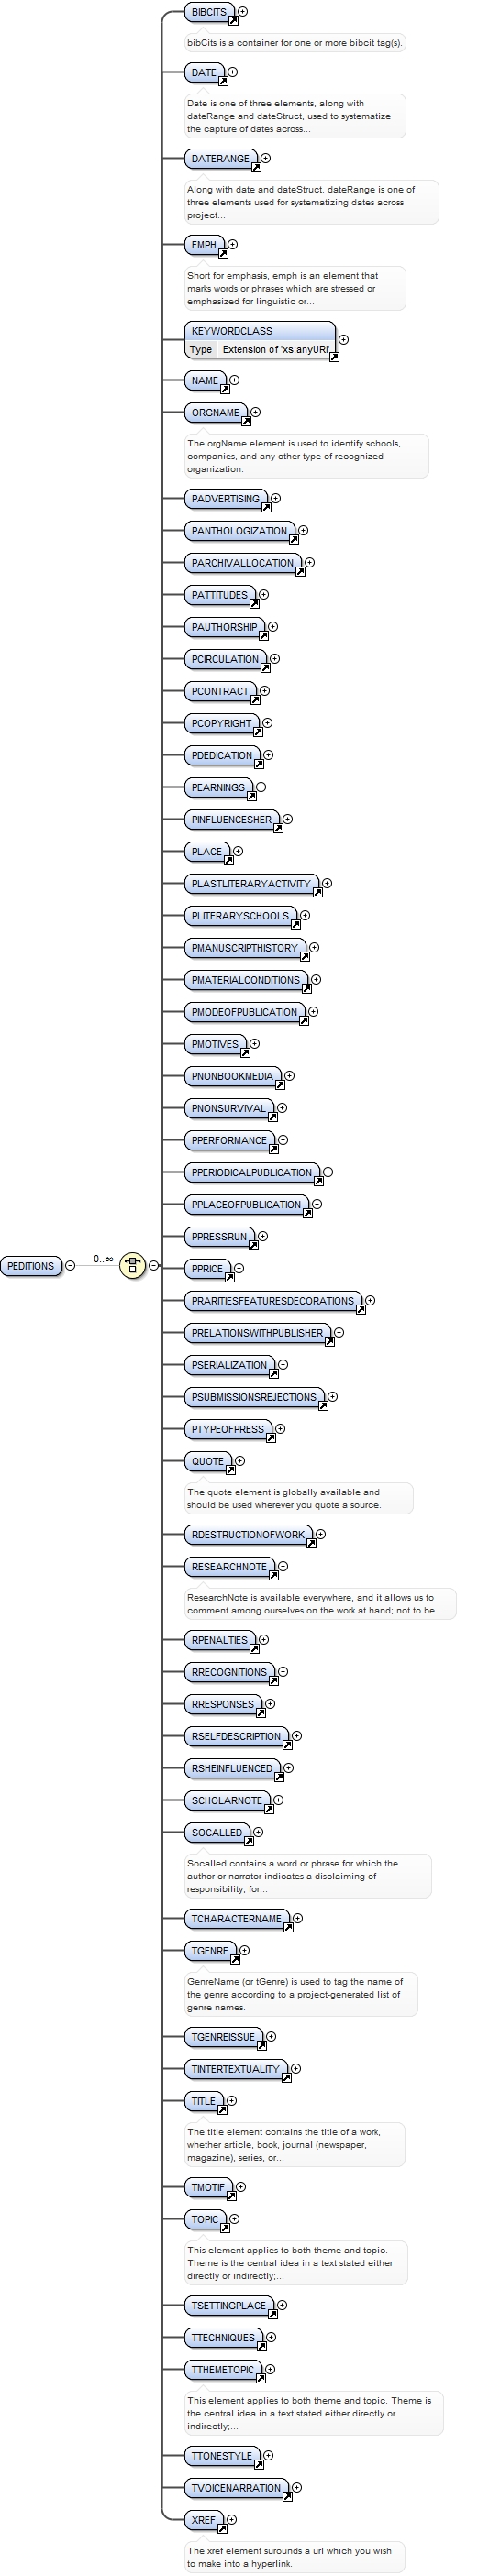 BIBCITS
bibCits is a container for one or more bibcit tag(s).
DATE
Date is one of three elements, along with
dateRange and dateStruct, used to systematize
the capture of dates across...
DATERANGE
Along with date and dateStruct, dateRange is one of
three elements used for systematizing dates across
project...
EMPH
Short for emphasis, emph is an element that
marks words or phrases which are stressed or
emphasized for linguistic or...
KEYWORDCLASS
Type Extension of 'xs:anyURI'
NAME
ORGNAME
The orgName element is used to identify schools,
companies, and any other type of recognized
organization.
PADVERTISING
PANTHOLOGIZATION
PARCHIVALLOCATION
PATTITUDES
PAUTHORSHIP
PCIRCULATION
PCONTRACT
PCOPYRIGHT
PDEDICATION
PEARNINGS
PINFLUENCESHER
PLACE
PLASTLITERARYACTIVITY
PLITERARYSCHOOLS
PMANUSCRIPTHISTORY
PMATERIALCONDITIONS
PMODEOFPUBLICATION
PMOTIVES
PNONBOOKMEDIA
PNONSURVIVAL
PPERFORMANCE
PPERIODICALPUBLICATION
PPLACEOFPUBLICATION
PPRESSRUN
PEDITIONS 0..∞
PPRICE
PRARITIESFEATURESDECORATIONS
PRELATIONSWITHPUBLISHER
PSERIALIZATION
PSUBMISSIONSREJECTIONS
PTYPEOFPRESS
QUOTE
The quote element is globally available and
should be used wherever you quote a source.
RDESTRUCTIONOFWORK
RESEARCHNOTE
ResearchNote is available everywhere, and it allows us to
comment among ourselves on the work at hand; not to be...
RPENALTIES
RRECOGNITIONS
RRESPONSES
RSELFDESCRIPTION
RSHEINFLUENCED
SCHOLARNOTE
SOCALLED
Socalled contains a word or phrase for which the
author or narrator indicates a disclaiming of
responsibility, for...
TCHARACTERNAME
TGENRE
GenreName (or tGenre) is used to tag the name of
the genre according to a project-generated list of
genre names.
TGENREISSUE
TINTERTEXTUALITY
TITLE
The title element contains the title of a work,
whether article, book, journal (newspaper,
magazine), series, or...
TMOTIF
TOPIC
This element applies to both theme and topic.
Theme is the central idea in a text stated either
directly or indirectly;...
TSETTINGPLACE
TTECHNIQUES
TTHEMETOPIC
This element applies to both theme and topic. Theme is
the central idea in a text stated either directly or
indirectly;...
TTONESTYLE
TVOICENARRATION
XREF
The xref element surounds a url which you wish
to make into a hyperlink.